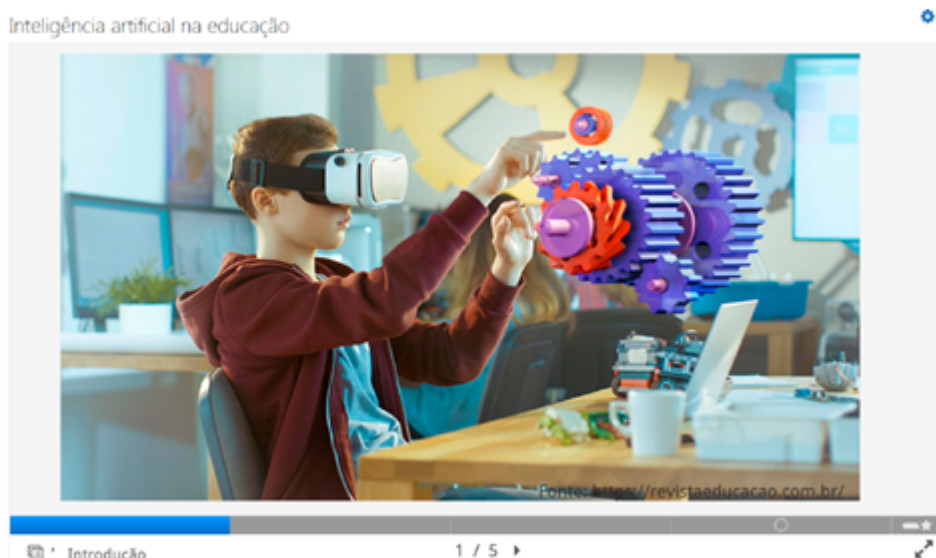 Inteligência artificial na educação
Fonte: https://revistaeducacao.com.br/
Introdução
1 / 5